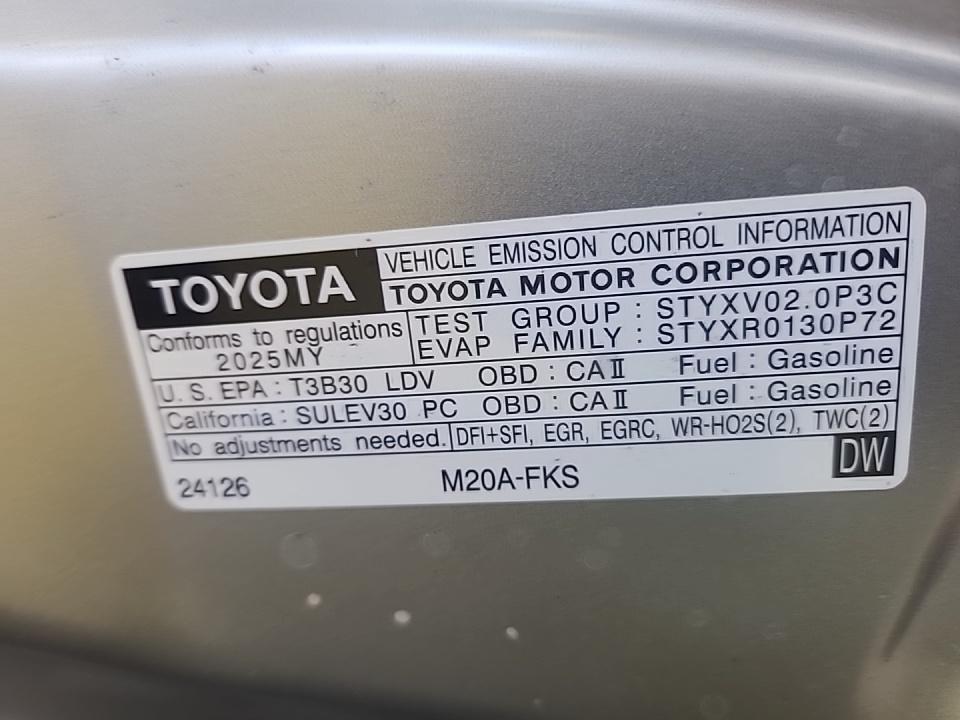 TOYOTA
VEHICLE EMISSION CONTROL INFORMATION
TOYOTA MOTOR CORPORATION
Conforms to regulations
2025MY
TEST GROUP : STYXV02.0P3C
EVAP FAMILY : STYXR0130P72
U.S. EPA : T3B30 LDV OBD : CAⅡ Fuel : Gasoline
California : SULEV30 PC OBD : CAⅡ Fuel : Gasoline
No adjustments needed. DFI+SFI, EGR, EGRC, WR-HO2S(2), TWC(2)
24126 M20A-FKS DW